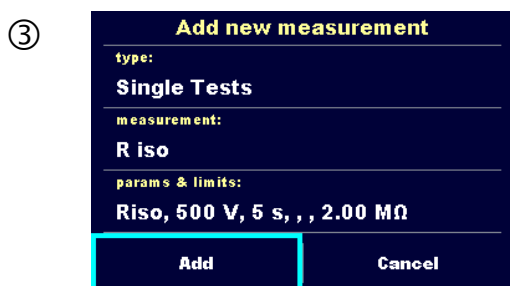 ③
Add new measurement
type:
Single Tests
measurement:
R iso
params & limits:
Riso, 500 V, 5 s, , , 2.00 MΩ
Add Cancel